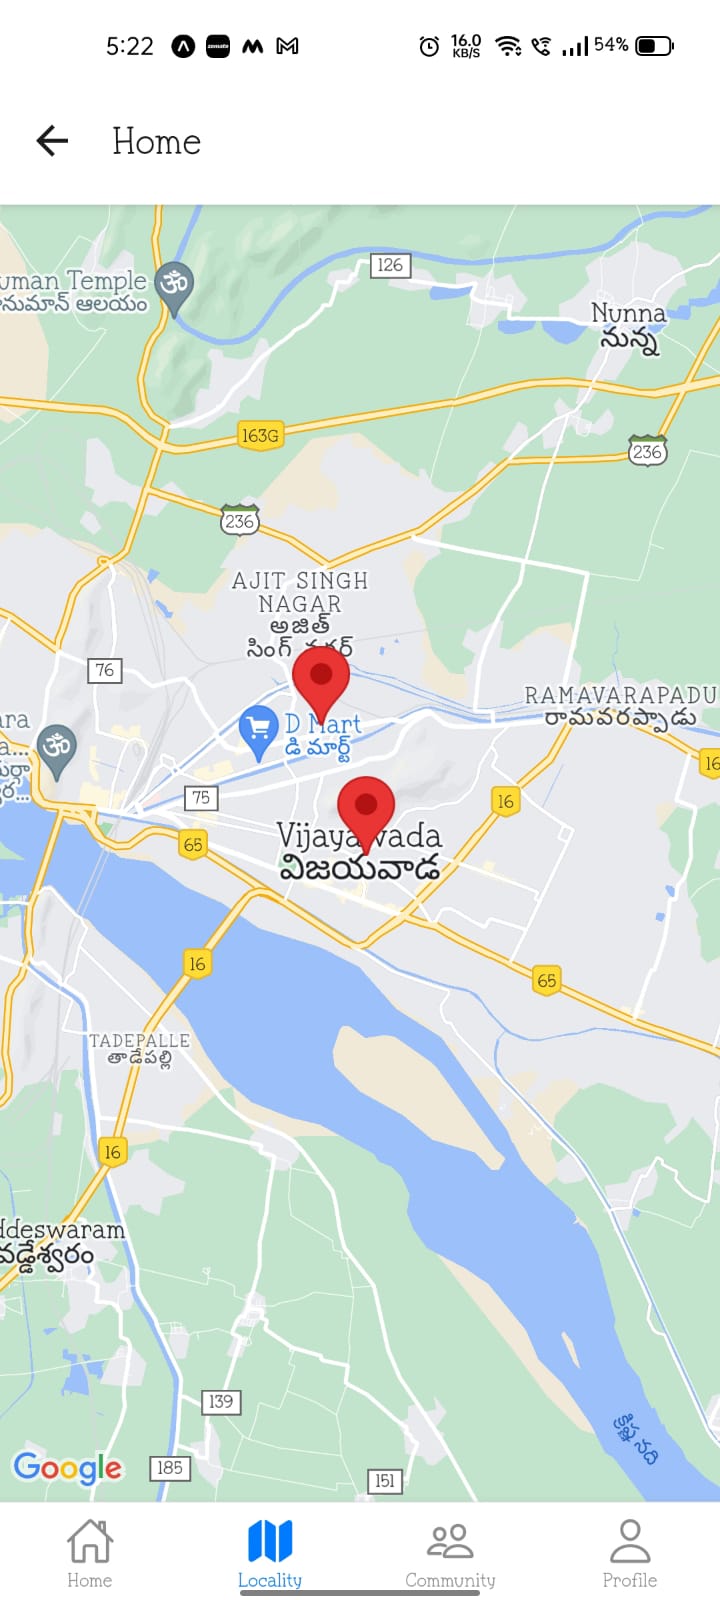 5:22
zomato
16.0
KB/S
54%
Home
126
uman Temple
నుమాన్ ఆలయం
Nunna
నున్న
163G
236
236
AJIT SINGH
NAGAR
అజిత్
సింగ్
76
RAMAVARAPADU
రామవరప్పాడు
ara
a...
D Mart
డి మార్ట్
16
75
16
Vijayawada
విజయవాడ
65
16
65
TADEPALLE
తాడేపల్లి
16
ddeswaram
వడ్డేశ్వరం
139
కృష్ణ నది
Google
185
151
Home
Locality
Community
Profile